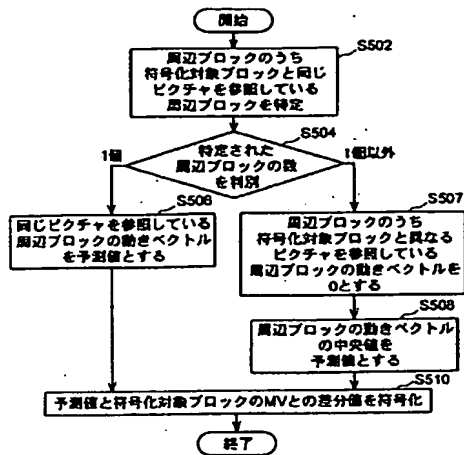 開始
S502
周辺ブロックのうち
符号化対象ブロックと同じ
ピクチャを参照している
周辺ブロックを特定
S504
特定された
周辺ブロックの数
を判別
1個
1個以外
S506
同じピクチャを参照している
周辺ブロックの動きベクトル
を予測値とする
S507
周辺ブロックのうち
符号化対象ブロックと異なる
ピクチャを参照している
周辺ブロックの動きベクトルを
0とする
S508
周辺ブロックの動きベクトル
の中央値を
予測値とする
S510
予測値と符号化対象ブロックのMVとの差分値を符号化
終了